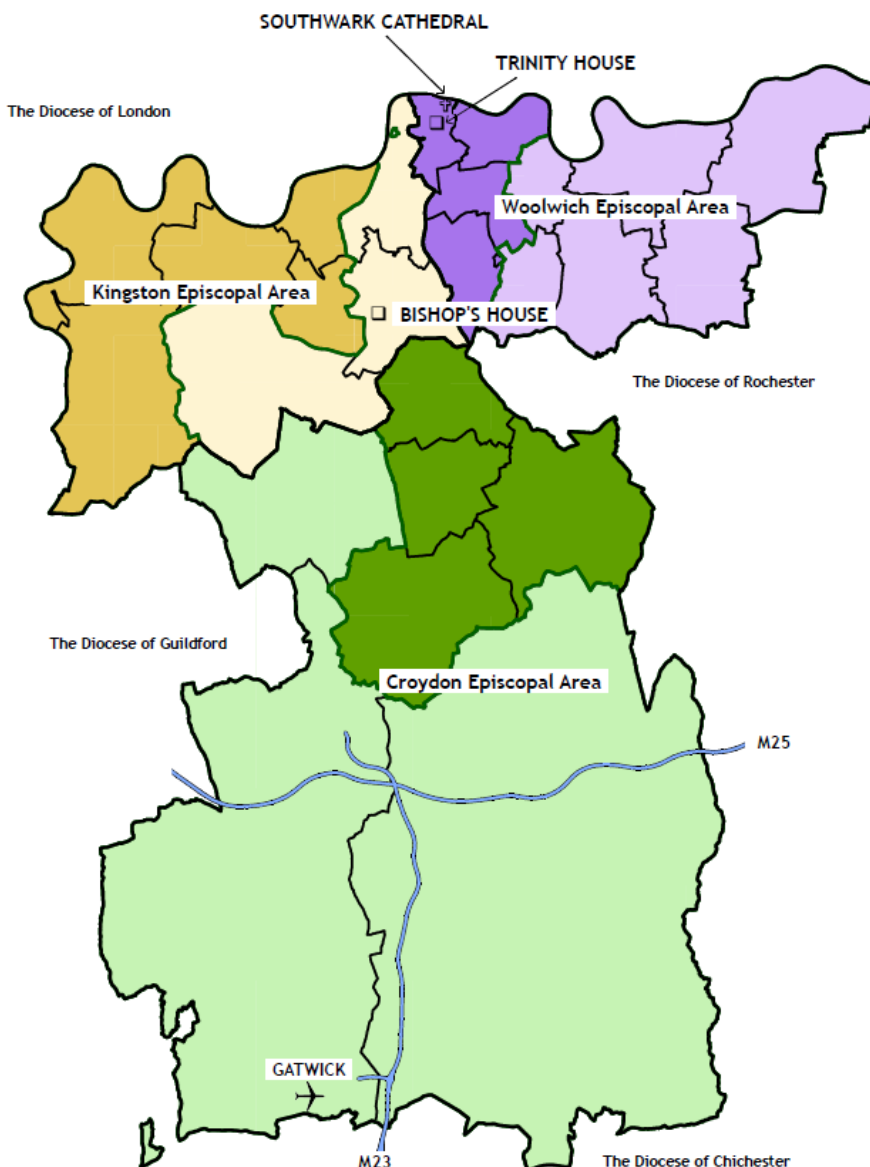 SOUTHWARK CATHEDRAL
TRINITY HOUSE
The Diocese of London
Woolwich Episcopal Area
Kingston Episcopal Area
BISHOP'S HOUSE
The Diocese of Rochester
The Diocese of Guildford
Croydon Episcopal Area
M25
GATWICK
M23
The Diocese of Chichester